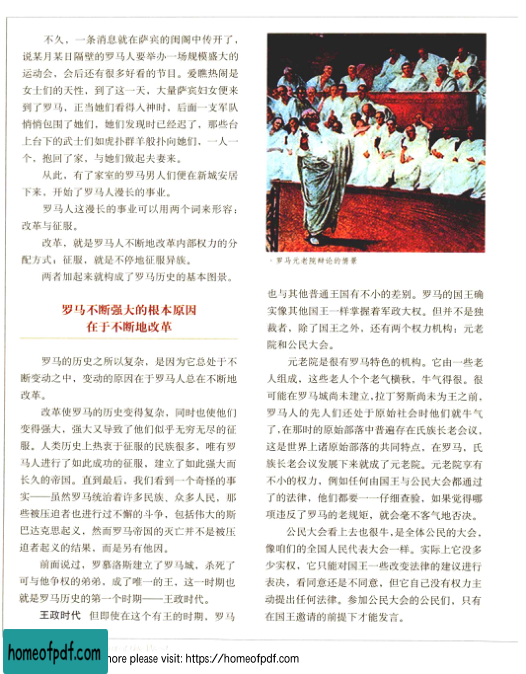 不久，一条消息就在萨宾的闺阁中传开了，
说某月某日隔壁的罗马人要举办一场规模盛大的
运动会，会后还有很多好看的节目。爱瞧热闹是
女士们的天性，到了这一天，大量萨宾妇女便来
到了罗马，正当她们看得入神时，后面一支军队
悄悄包围了她们，她们发现时已经迟了，那些台
上台下的武士们如虎扑群羊般扑向她们，一人一
个，抱回了家，与她们做起夫妻来。
从此，有了家室的罗马男人们便在新城安居
下来，开始了罗马人漫长的事业。
罗马人这漫长的事业可以用两个词来形容：
改革与征服。
改革，就是罗马人不断地改革内部权力的分
配方式；征服，就是不停地征服异族。
两者加起来就构成了罗马历史的基本图景。
罗马不断强大的根本原因
在于不断地改革
罗马的历史之所以复杂，是因为它总处于不
断变动之中，变动的原因在于罗马人总在不断地
改革。
改革使罗马的历史变得复杂，同时也使他们
变得强大，强大又导致了他们似乎无穷无尽的征
服。人类历史上热衷于征服的民族很多，唯有罗
马人进行了如此成功的征服，建立了如此强大而
长久的帝国。直到最后，我们看到一个奇怪的事
实——虽然罗马统治着许多民族、众多人民，那
些被压迫者也进行过不懈的斗争，包括伟大的斯
巴达克思起义，然而罗马帝国的灭亡并不是被压
迫者起义的结果，而是另有他因。
前面说过，罗慕洛斯建立了罗马城，杀死了
可与他争权的弟弟，成了唯一的王，这一时期也
就是罗马历史的第一个时期——王政时代。
王政时代 但即使在这个有王的时期，罗马
·罗马元老院辩论的情景
也与其他普通王国有不小的差别。罗马的国王确
实像其他国王一样掌握着军政大权。但并不是独
裁者，除了国王之外，还有两个权力机构：元老
院和公民大会。
元老院是很有罗马特色的机构。它由一些老
人组成，这些老人个个老气横秋，牛气得很。很
可能在罗马城尚未建立，拉丁努斯尚未为王之前，
罗马人的先人们还处于原始社会时他们就牛气
了，在那时的原始部落中普遍存在氏族长老会议，
这是世界上诸原始部落的共同特点，在罗马，氏
族长老会议发展下来就成了元老院。元老院享有
不小的权力，例如任何由国王与公民大会都通过
了的法律，他们都要一一仔细查验，如果觉得哪
项违反了罗马的老规矩，就会毫不客气地否决。
公民大会看上去也很牛，是全体公民的大会，
像咱们的全国人民代表大会一样。实际上它没多
少实权，它只能对国王一些改变法律的建议进行
表决，看同意还是不同意，但它自己没有权力主
动提出任何法律。参加公民大会的公民们，只有
在国王邀请的前提下才能发言。
homeofpdf.com
more please visit: https://homeofpdf.com